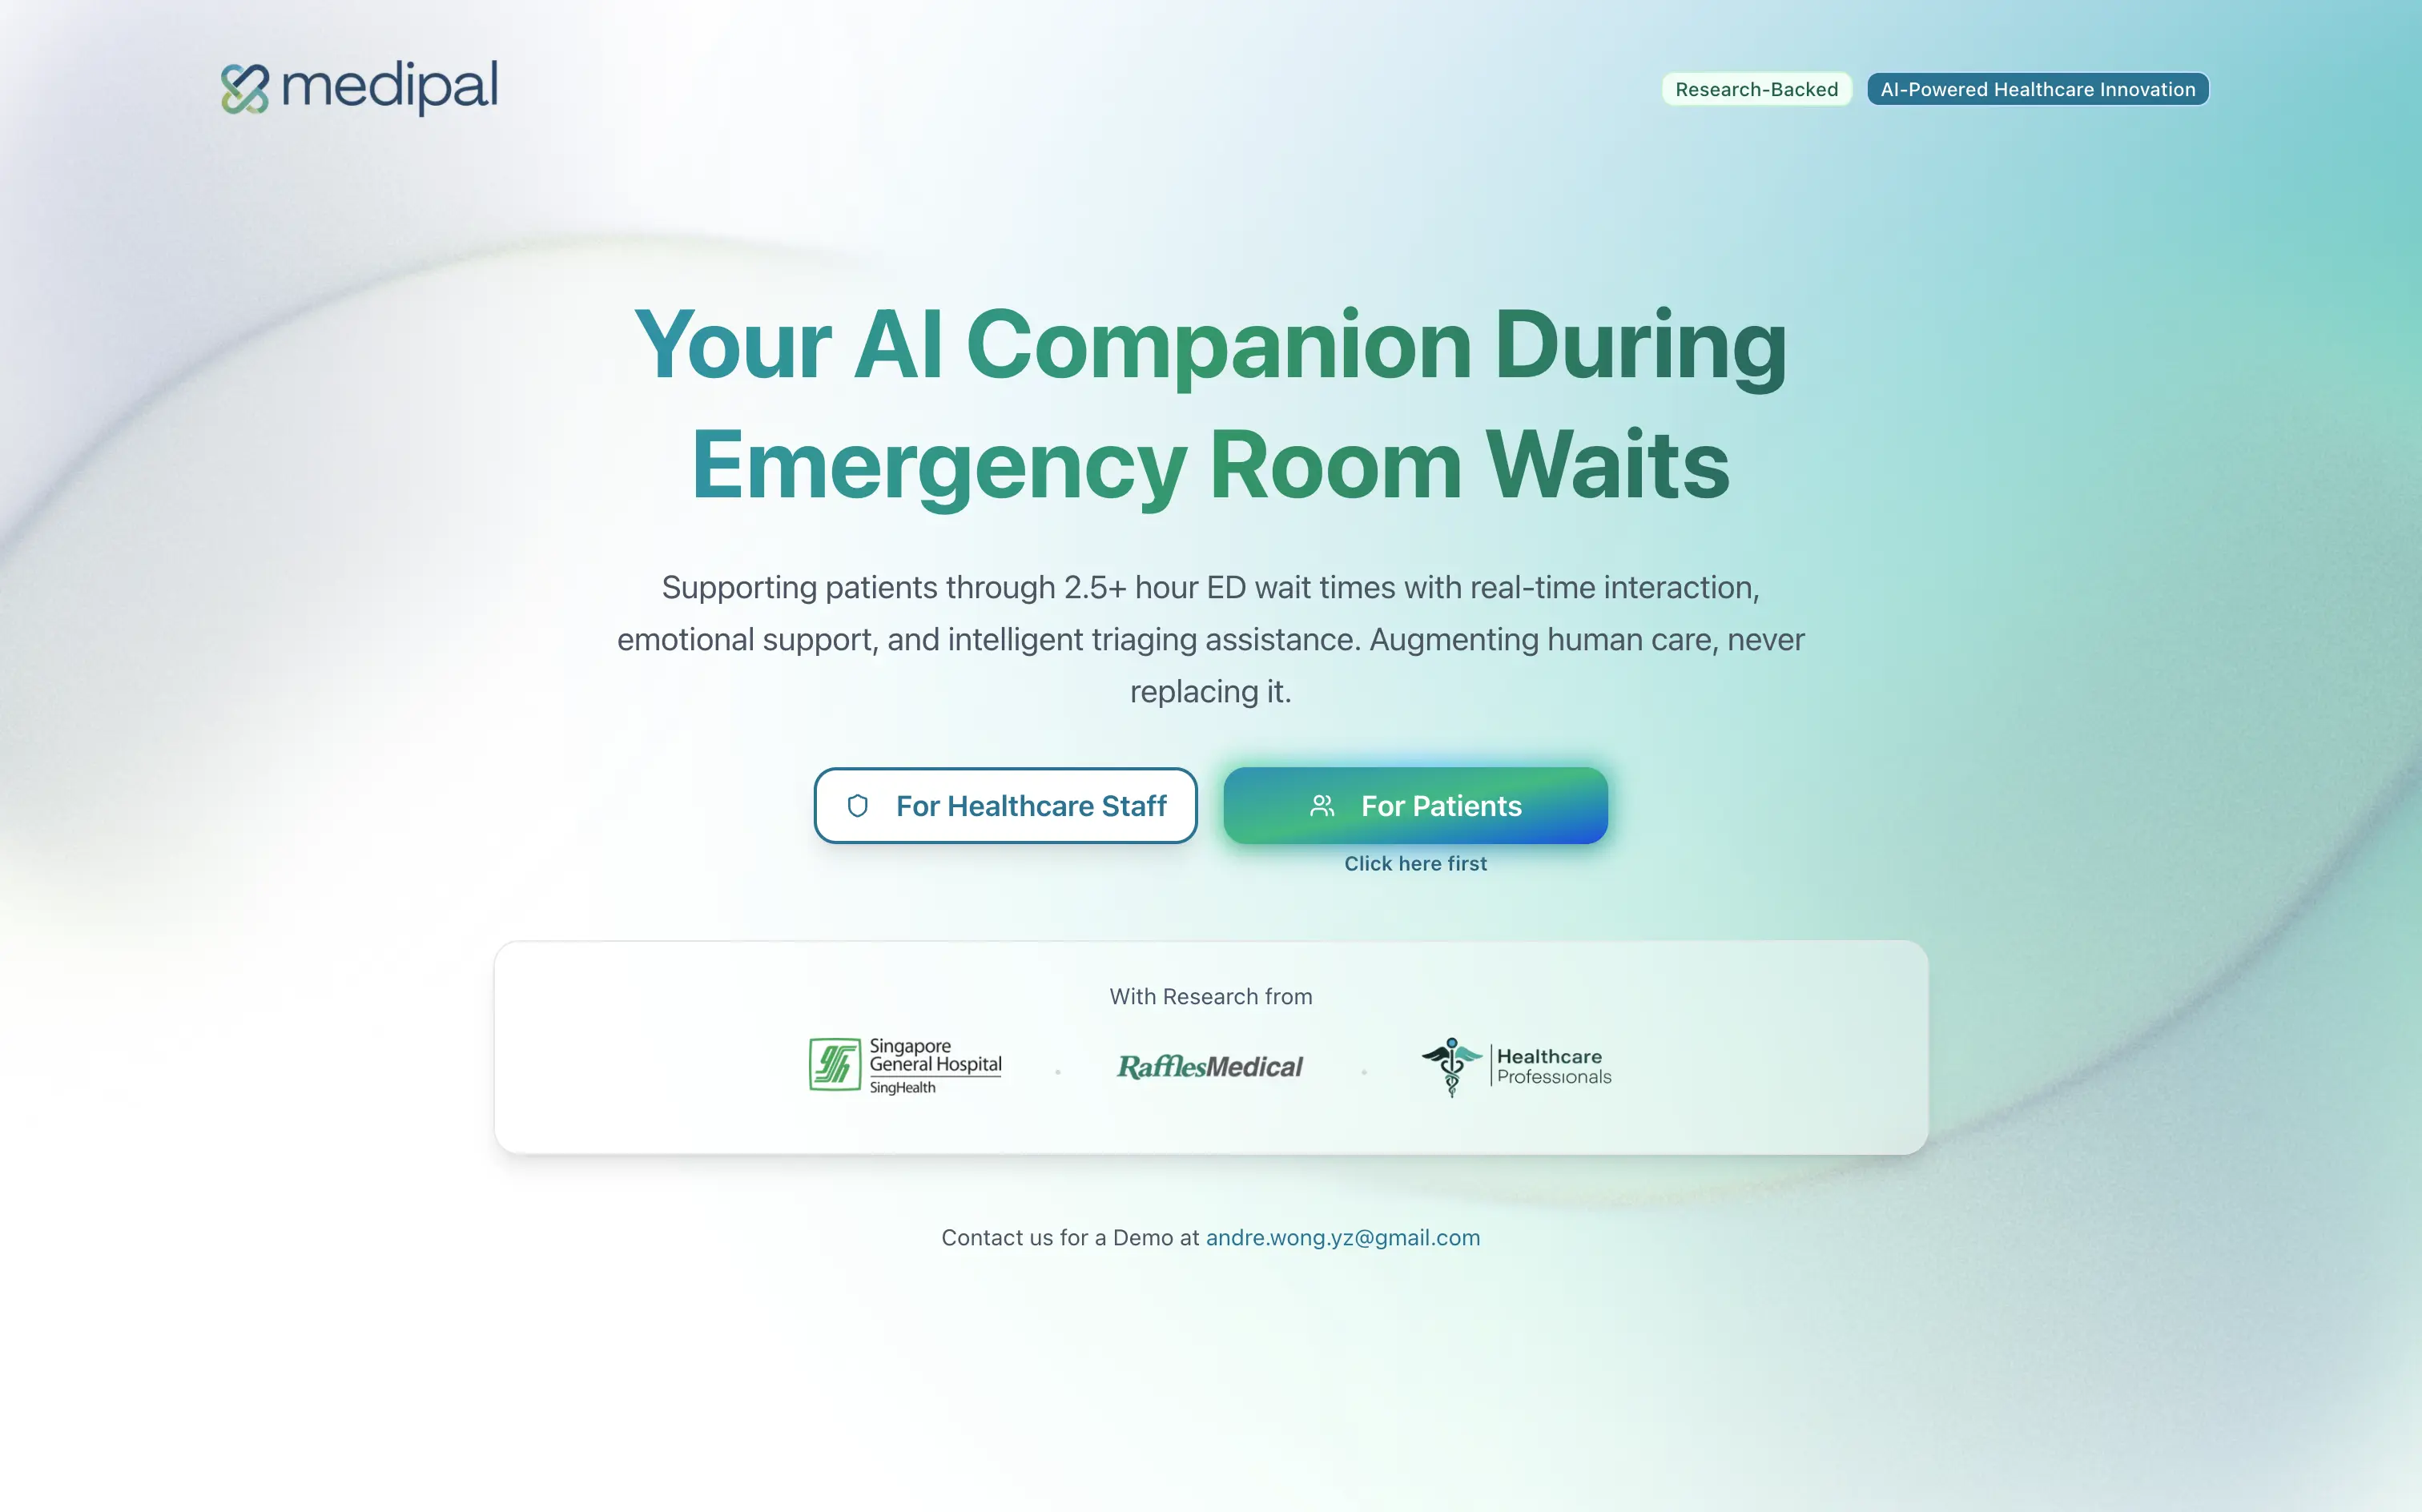 medipal
Research-Backed
AI-Powered Healthcare Innovation
Your AI Companion During
Emergency Room Waits
Supporting patients through 2.5+ hour ED wait times with real-time interaction,
emotional support, and intelligent triaging assistance. Augmenting human care, never
replacing it.
For Healthcare Staff
For Patients
Click here first
With Research from
Singapore
General Hospital
SingHealth
RafflesMedical
Healthcare
Professionals
Contact us for a Demo at andre.wong.yz@gmail.com